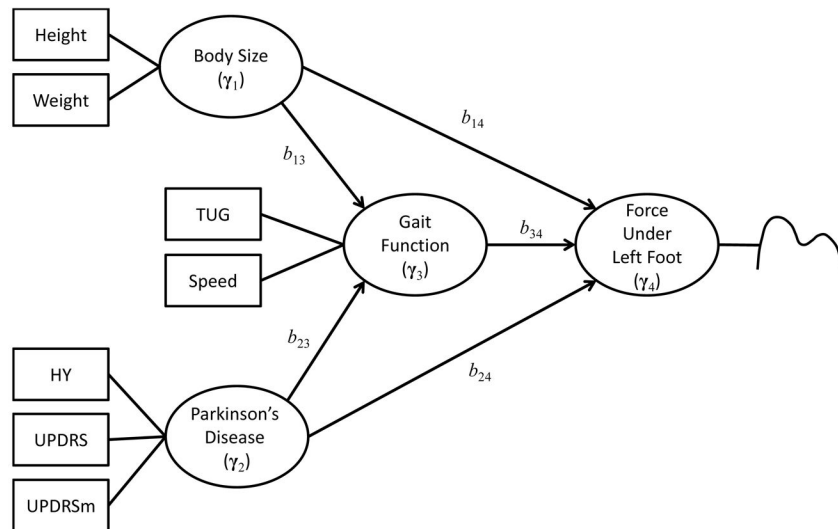 Height
Weight
Body Size
(γ₁)
b₁₃
b₁₄
TUG
Speed
Gait
Function
(γ₃)
b₃₄
Force
Under
Left Foot
(γ₄)
b₂₃
b₂₄
HY
UPDRS
UPDRSm
Parkinson’s
Disease
(γ₂)